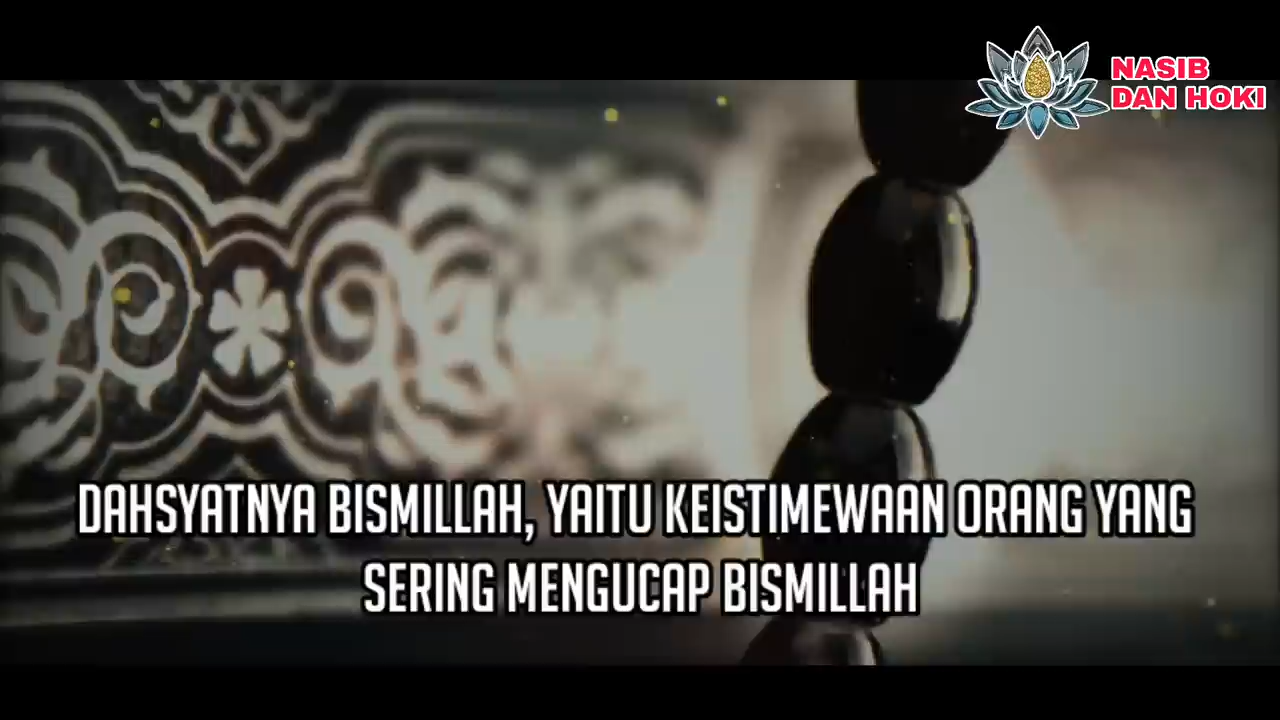 NASIB
DAN HOKI
DAHSYATNYA BISMILLAH, YAITU KEISTIMEWAAN ORANG YANG
SERING MENGUCAP BISMILLAH